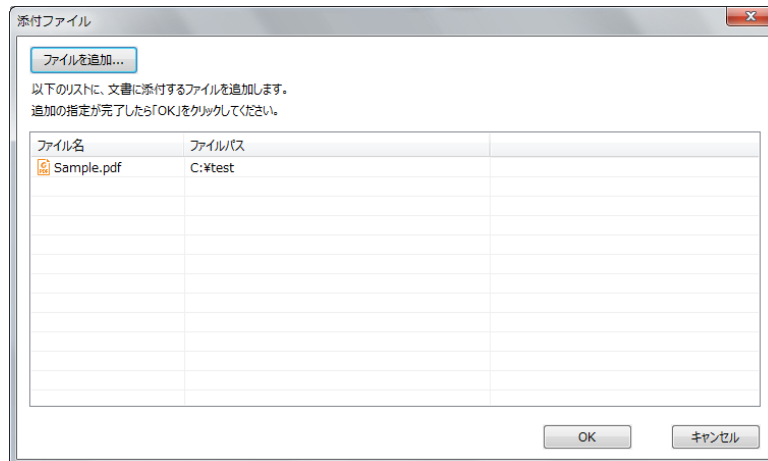 添付ファイル
ファイルを追加...
以下のリストに、文書に添付するファイルを追加します。
追加の指定が完了したら「OK」をクリックしてください。
ファイル名 ファイルパス
Sample.pdf C:¥test
OK キャンセル